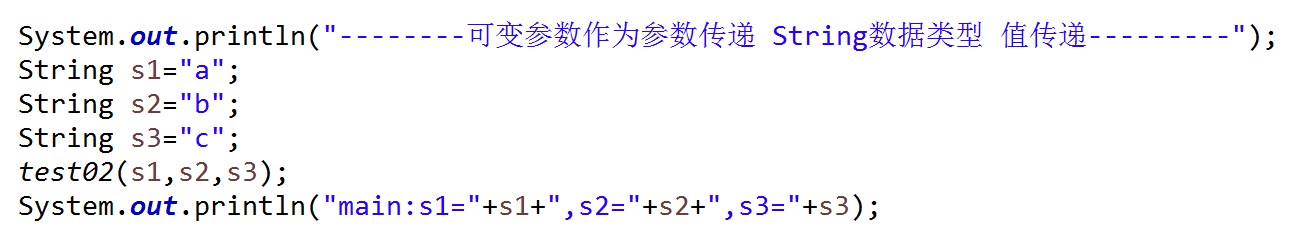 System.out.println("--------可变参数作为参数传递 String数据类型 值传递---------");
String s1="a";
String s2="b";
String s3="c";
test02(s1,s2,s3);
System.out.println("main:s1="+s1+",s2="+s2+",s3="+s3);